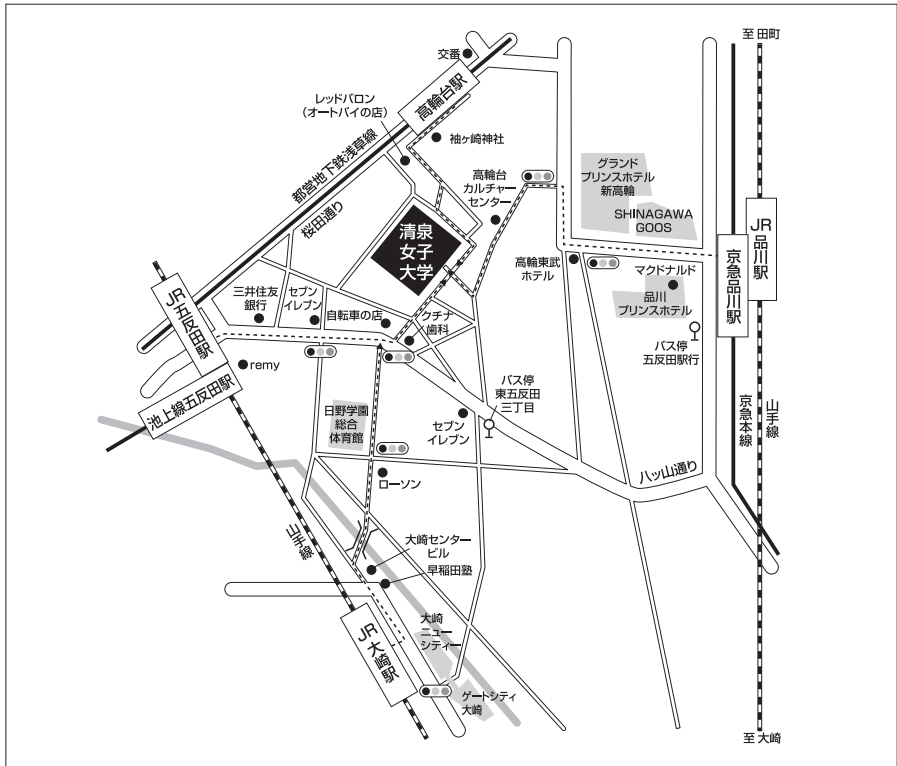 至 田町
交番
高輪台駅
レッドバロン
(オートバイの店)
都営地下鉄浅草線
袖ヶ崎神社
桜田通り
高輪台
カルチャー
センター
グランド
プリンスホテル
新高輪
SHINAGAWA
GOOS
清泉
女子
大学
JR 品川駅
京急品川駅
高輪東武
ホテル
マクドナルド
品川
プリンスホテル
バス停
五反田駅行
JR 五反田駅
三井住友
銀行
セブン
イレブン
自転車の店
クチナ
歯科
remy
池上線五反田駅
バス停
東五反田
三丁目
日野学園
総合
体育館
セブン
イレブン
京急本線
山手線
八ッ山通り
ローソン
山手線
大崎センター
ビル
早稲田塾
大崎
ニュー
シティー
JR 大崎駅
ゲートシティ
大崎
至 大崎